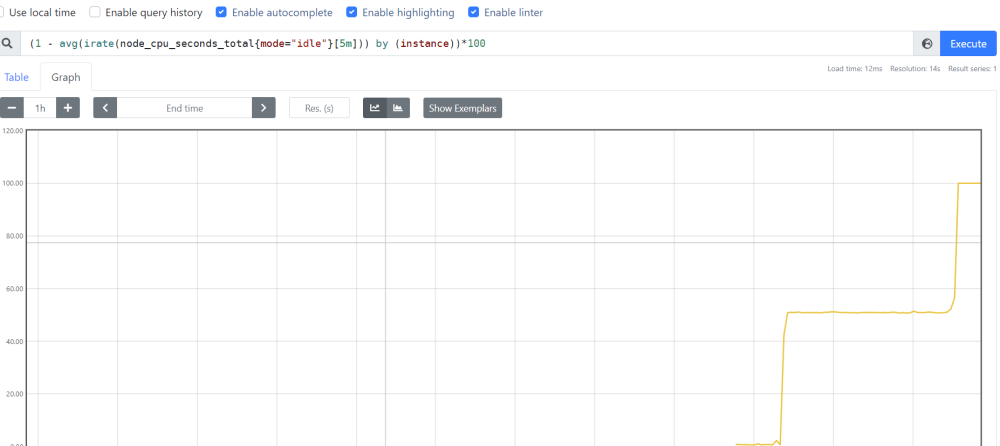 Use local time Enable query history Enable autocomplete Enable highlighting Enable linter
(1 - avg(irate(node_cpu_seconds_total{mode="idle"}[5m])) by (instance))*100 Execute
Load time: 12ms Resolution: 14s Result series: 1
Table Graph
− 1h + < End time > Res. (s) Show Exemplars
120.00
100.00
80.00
60.00
40.00
20.00